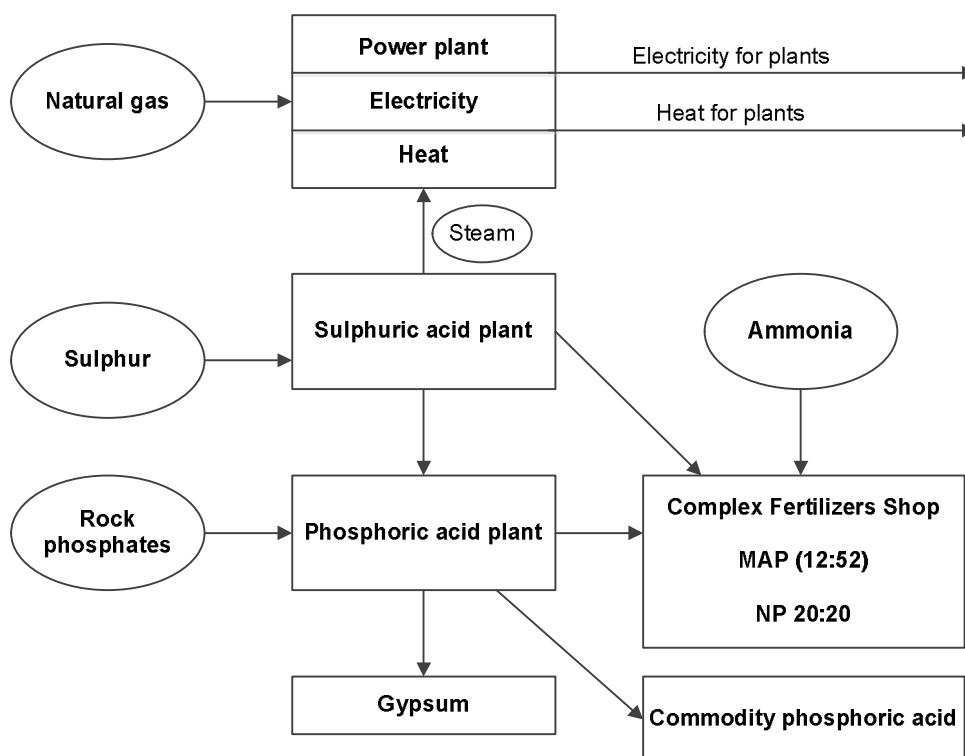 Power plant
Electricity for plants
Natural gas
Electricity
Heat for plants
Heat
Steam
Sulphuric acid plant
Ammonia
Sulphur
Rock
phosphates
Phosphoric acid plant
Complex Fertilizers Shop
MAP (12:52)
NP 20:20
Gypsum
Commodity phosphoric acid